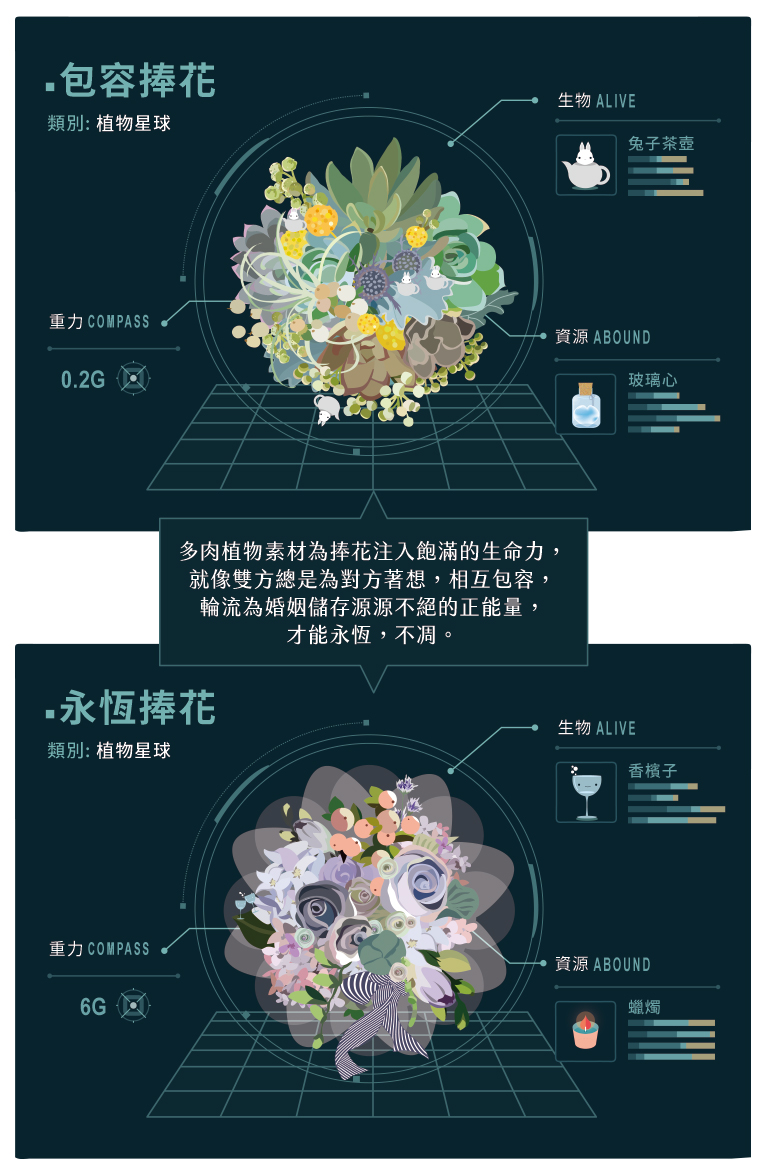 包容捧花
類別: 植物星球
生物 ALIVE
兔子茶壺
重力 COMPASS
0.2G
資源 ABOUND
玻璃心
多肉植物素材為捧花注入飽滿的生命力，
就像雙方總是為對方著想，相互包容，
輪流為婚姻儲存源源不絕的正能量，
才能永恆，不凋。
永恆捧花
類別: 植物星球
生物 ALIVE
香檳子
重力 COMPASS
6G
資源 ABOUND
蠟燭